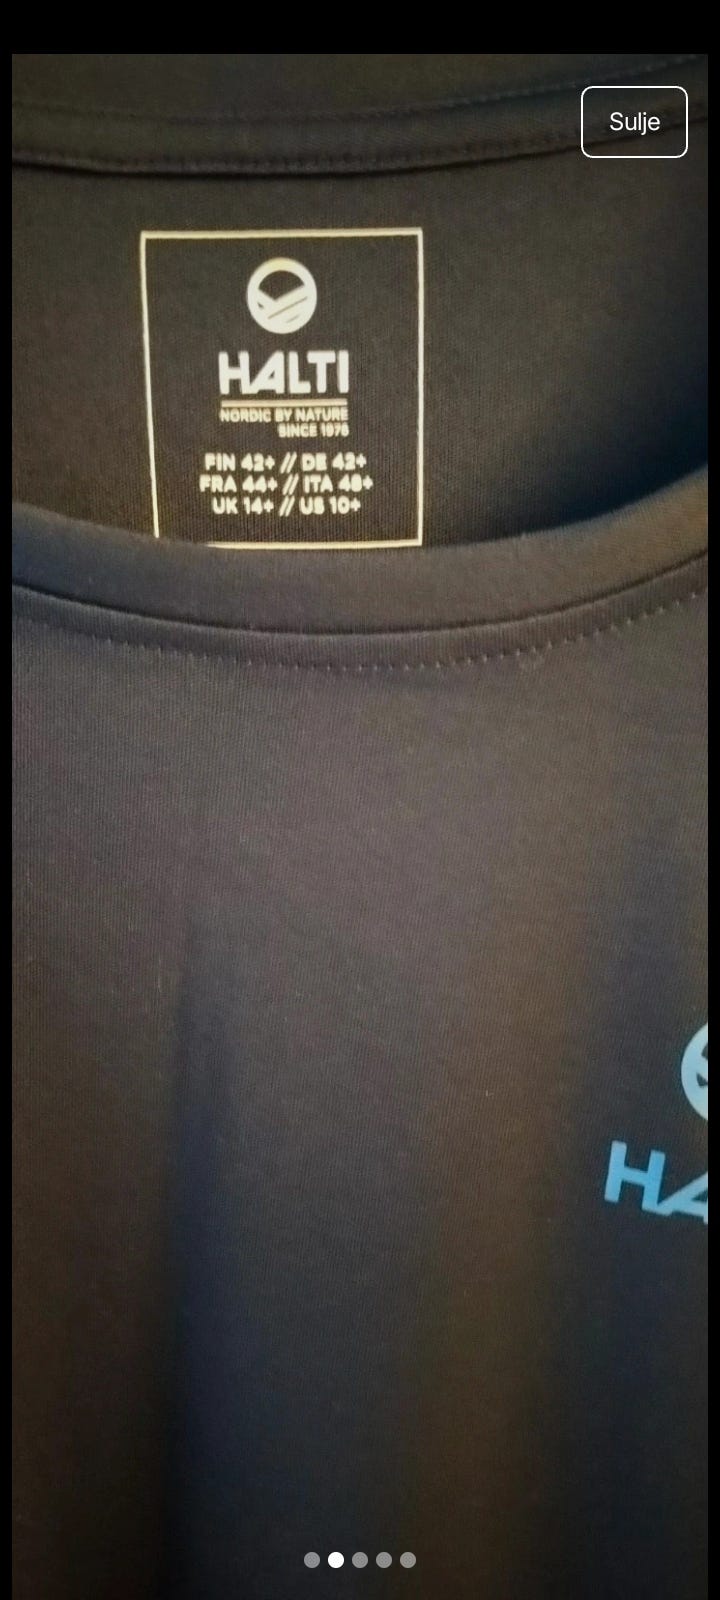 Sulje
HALTI
NORDIC BY NATURE
SINCE 1976
FIN 42+ // DE 42+
FRA 44+ // ITA 48+
UK 14+ // US 10+